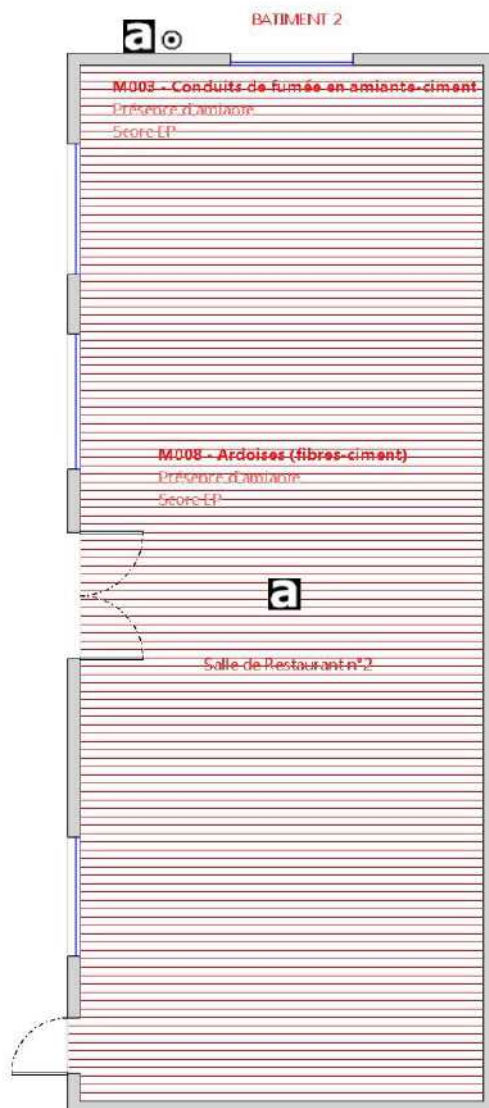 BATIMENT 2
a
M003 - Conduits de fumée en amiante-ciment
Présence d'amiante
Score EP
M008 - Ardoises (fibres-ciment)
Présence d'amiante
Score EP
a
Salle de Restaurant n°2